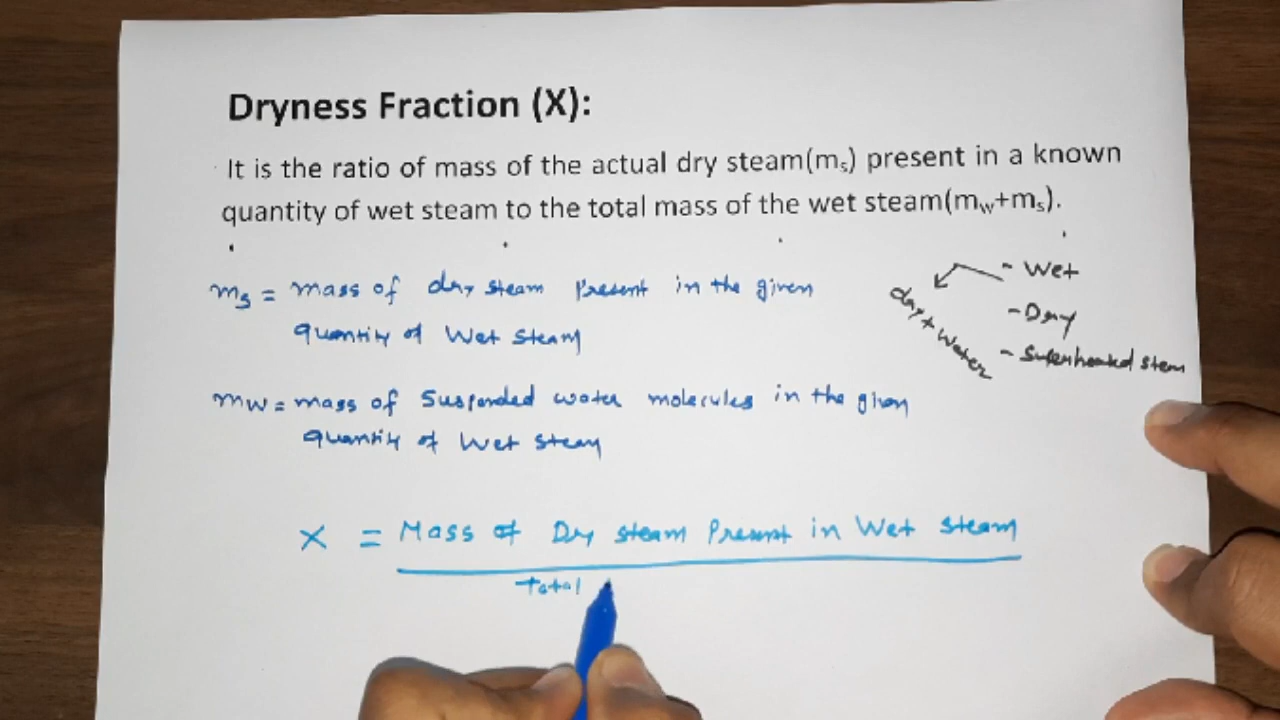 Dryness Fraction (X):
It is the ratio of mass of the actual dry steam(ms) present in a known
quantity of wet steam to the total mass of the wet steam(mw+ms).
ms = mass of dry steam Present in the given
quantity of Wet Steam
- Wet
- Dry
- Superheated steam
dry + Water
mw = mass of Suspended water molecules in the given
quantity of Wet Steam
X = Mass of Dry steam Present in Wet steam
Total